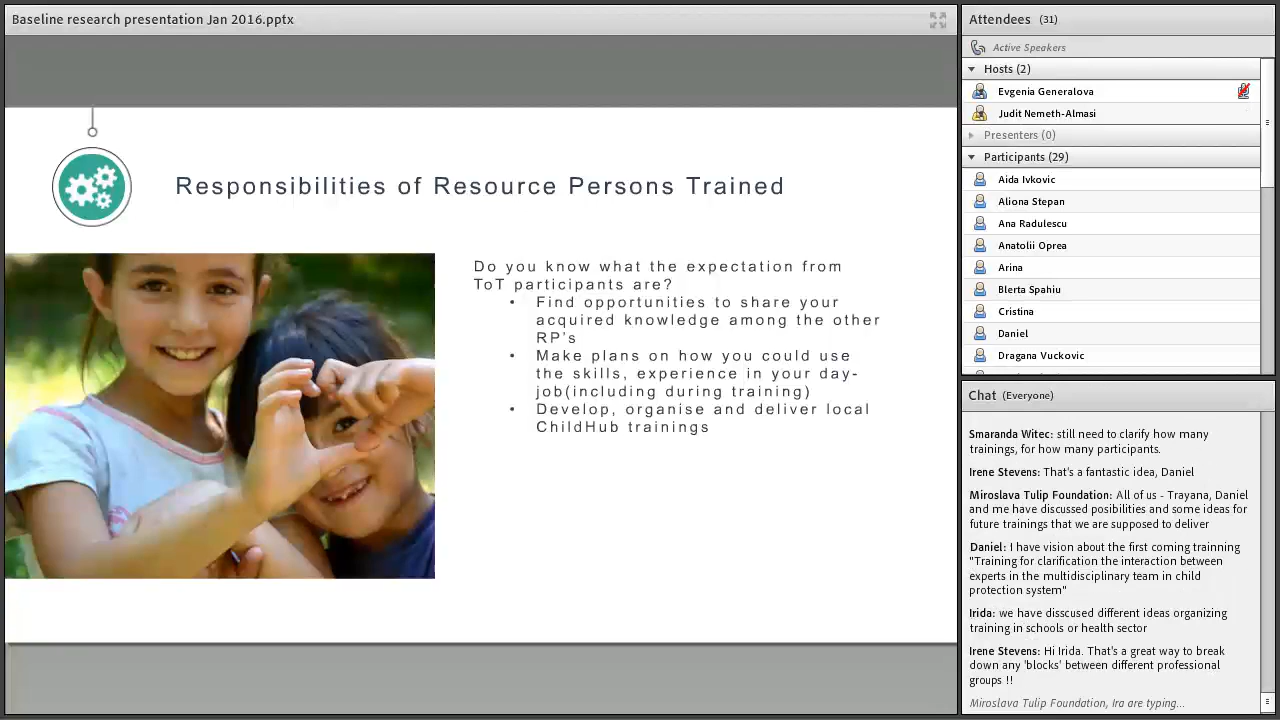 Baseline research presentation Jan 2016.pptx
Responsibilities of Resource Persons Trained
Do you know what the expectation from
ToT participants are?
• Find opportunities to share your
acquired knowledge among the other
RP's
• Make plans on how you could use
the skills, experience in your day-
job(including during training)
• Develop, organise and deliver local
ChildHub trainings
Attendees (31)
Active Speakers
Hosts (2)
Evgenia Generalova
Judit Nemeth-Almasi
Presenters (0)
Participants (29)
Aida Ivkovic
Aliona Stepan
Ana Radulescu
Anatolii Oprea
Arina
Blerta Spahiu
Cristina
Daniel
Dragana Vuckovic
Chat (Everyone)
Smaranda Witec: still need to clarify how many
trainings, for how many participants.
Irene Stevens: That's a fantastic idea, Daniel
Miroslava Tulip Foundation: All of us - Trayana, Daniel
and me have discussed posibilities and some ideas for
future trainings that we are supposed to deliver
Daniel: I have vision about the first coming trainning
"Training for clarification the interaction between
experts in the multidisciplinary team in child
protection system"
Irida: we have disscused different ideas organizing
training in schools or health sector
Irene Stevens: Hi Irida. That's a great way to break
down any 'blocks' between different professional
groups !!
Miroslava Tulip Foundation, Ira are typing...